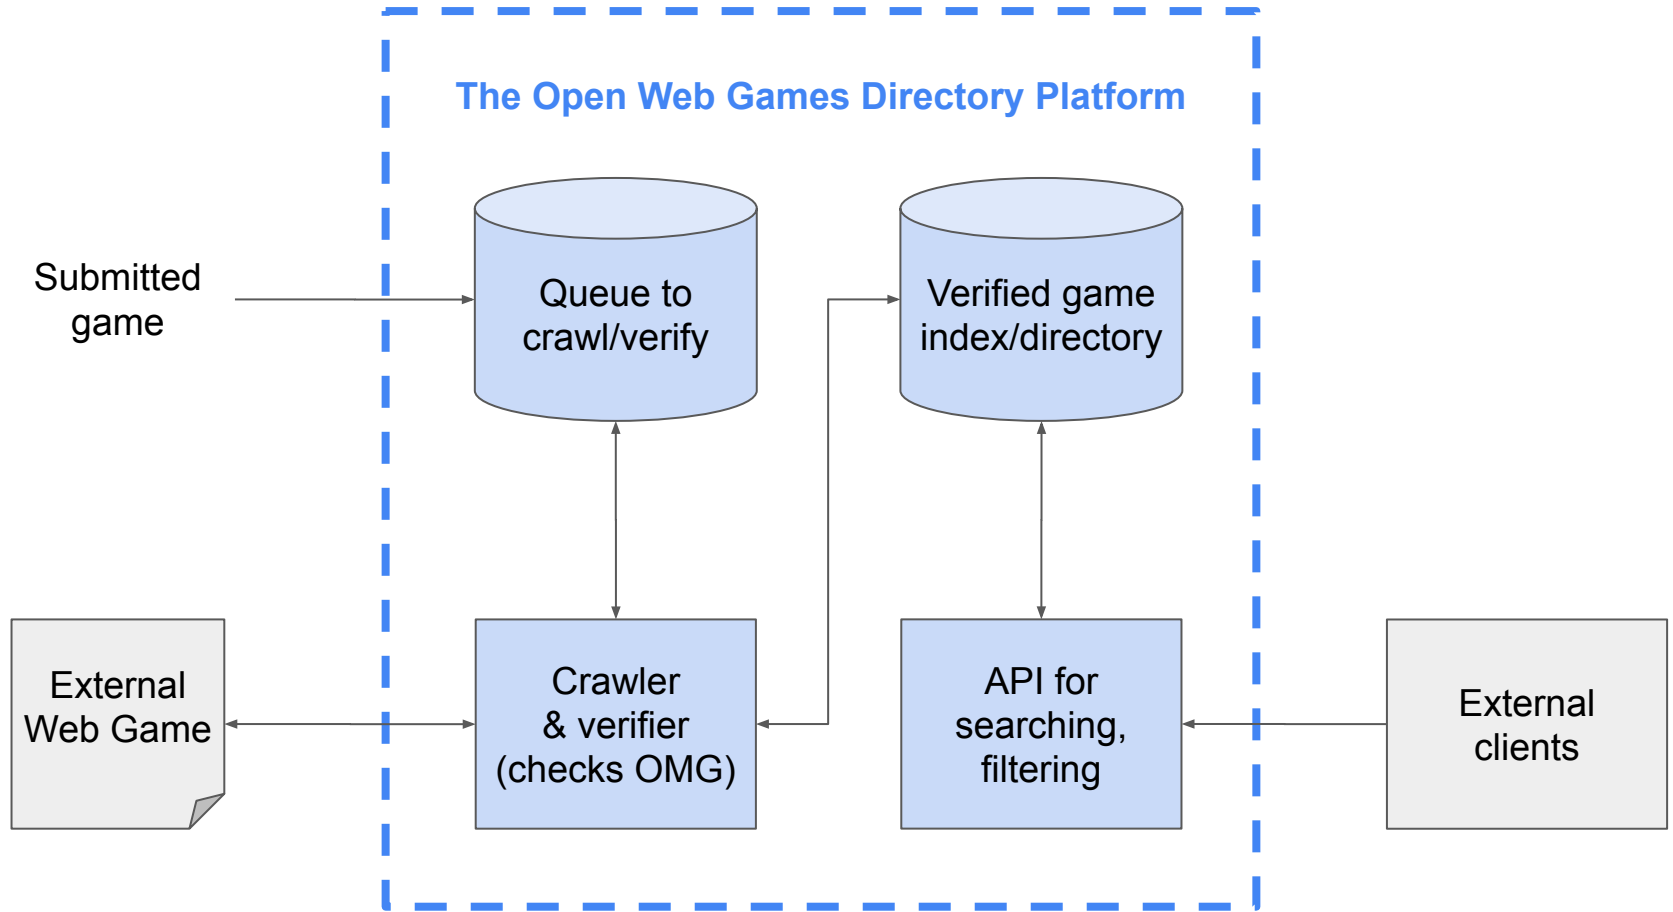 The Open Web Games Directory Platform
Submitted
game
Queue to
crawl/verify
Verified game
index/directory
External
Web Game
Crawler
& verifier
(checks OMG)
API for
searching,
filtering
External
clients